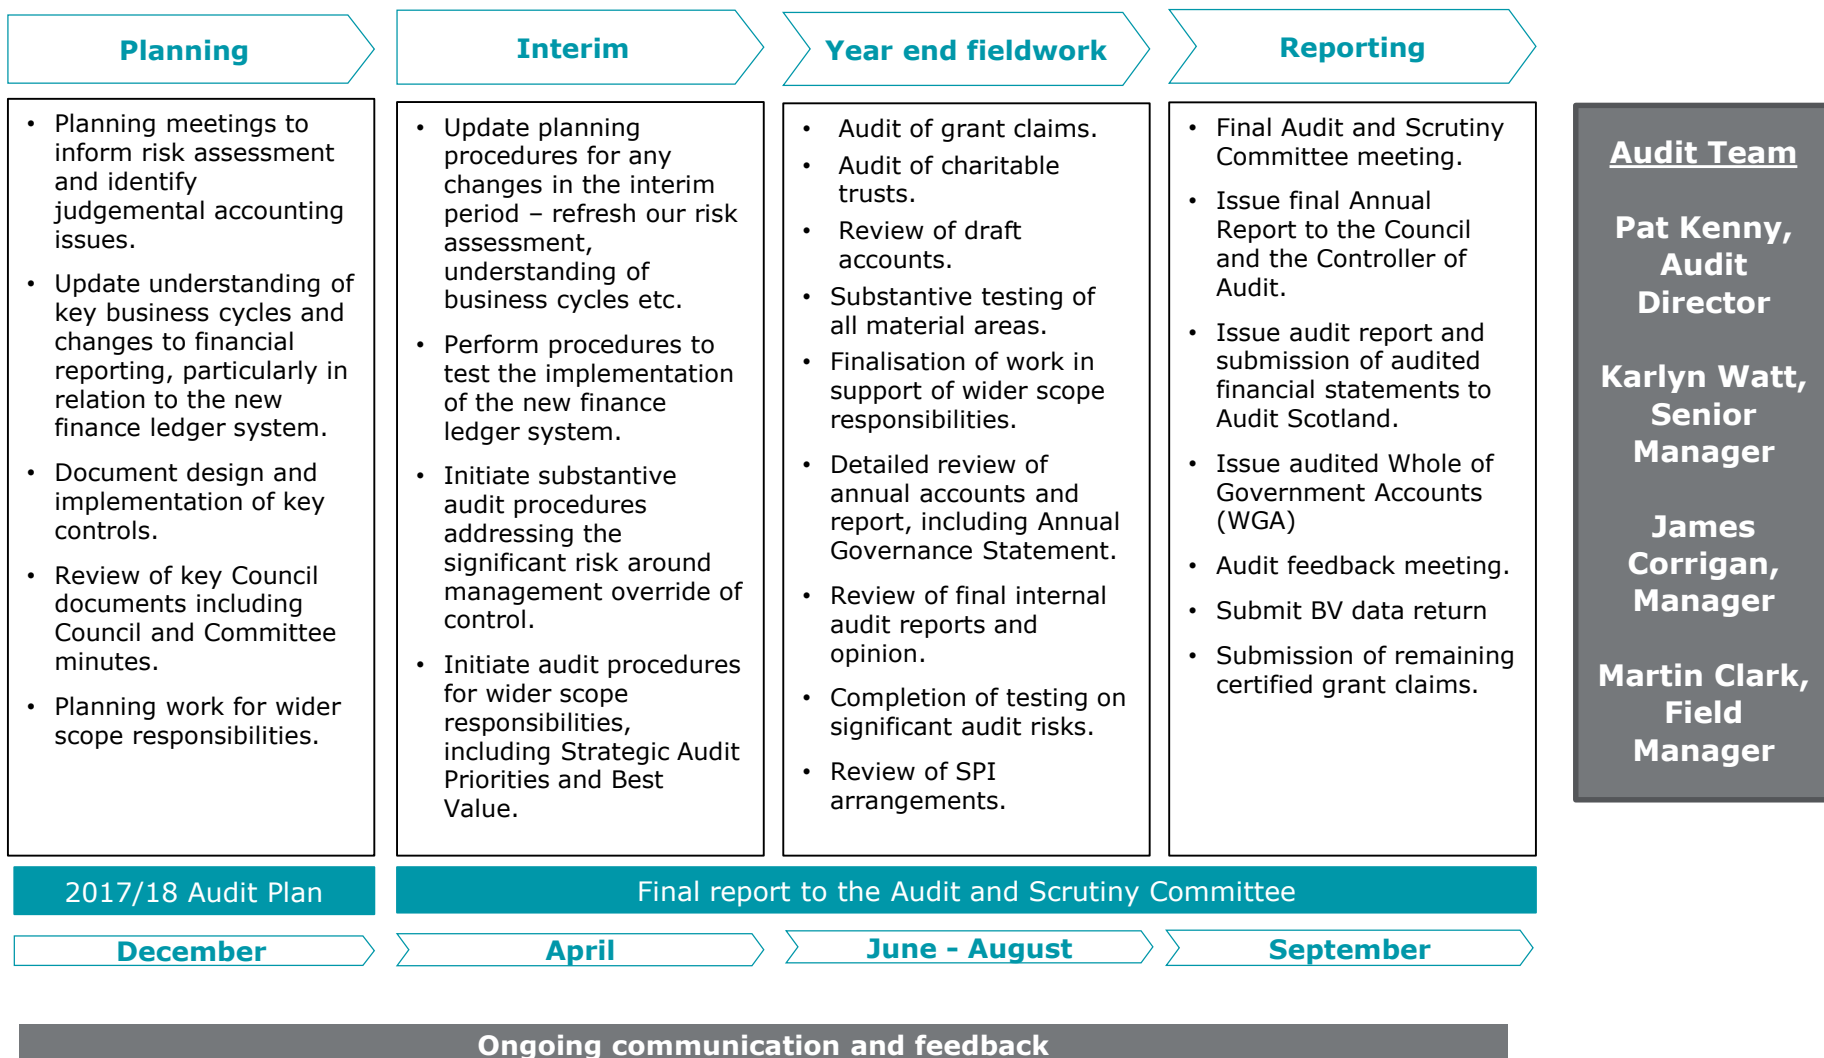 Planning
Interim
Year end fieldwork
Reporting
• Planning meetings to
inform risk assessment
and identify
judgemental accounting
issues.
• Update understanding of
key business cycles and
changes to financial
reporting, particularly in
relation to the new
finance ledger system.
• Document design and
implementation of key
controls.
• Review of key Council
documents including
Council and Committee
minutes.
• Planning work for wider
scope responsibilities.
• Update planning
procedures for any
changes in the interim
period – refresh our risk
assessment,
understanding of
business cycles etc.
• Perform procedures to
test the implementation
of the new finance
ledger system.
• Initiate substantive
audit procedures
addressing the
significant risk around
management override of
control.
• Initiate audit procedures
for wider scope
responsibilities,
including Strategic Audit
Priorities and Best
Value.
• Audit of grant claims.
• Audit of charitable
trusts.
• Review of draft
accounts.
• Substantive testing of
all material areas.
• Finalisation of work in
support of wider scope
responsibilities.
• Detailed review of
annual accounts and
report, including Annual
Governance Statement.
• Review of final internal
audit reports and
opinion.
• Completion of testing on
significant audit risks.
• Review of SPI
arrangements.
• Final Audit and Scrutiny
Committee meeting.
• Issue final Annual
Report to the Council
and the Controller of
Audit.
• Issue audit report and
submission of audited
financial statements to
Audit Scotland.
• Issue audited Whole of
Government Accounts
(WGA)
• Audit feedback meeting.
• Submit BV data return
• Submission of remaining
certified grant claims.
Audit Team
Pat Kenny,
Audit
Director
Karlyn Watt,
Senior
Manager
James
Corrigan,
Manager
Martin Clark,
Field
Manager
2017/18 Audit Plan
Final report to the Audit and Scrutiny Committee
December
April
June - August
September
Ongoing communication and feedback